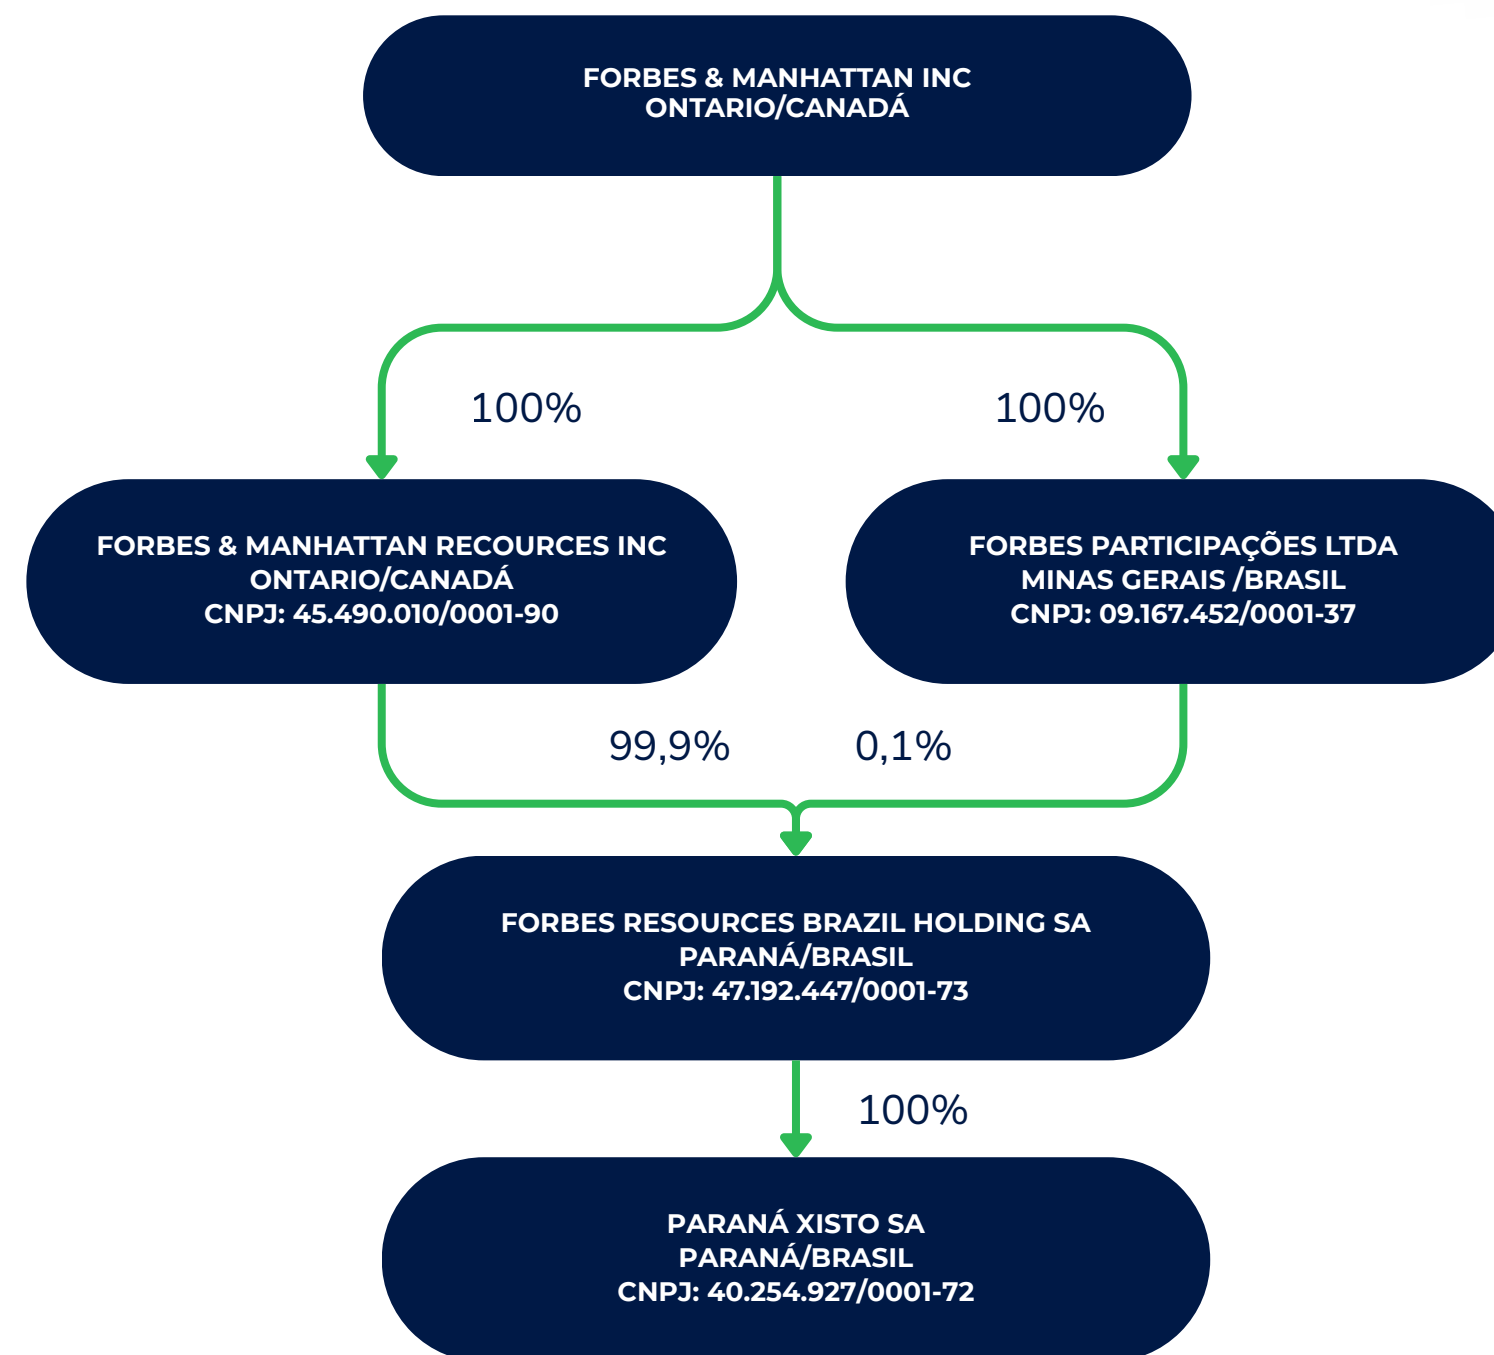 FORBES & MANHATTAN INC
ONTARIO/CANADÁ
100%
100%
FORBES & MANHATTAN RECOURCES INC
ONTARIO/CANADÁ
CNPJ: 45.490.010/0001-90
FORBES PARTICIPAÇÕES LTDA
MINAS GERAIS /BRASIL
CNPJ: 09.167.452/0001-37
99,9%
0,1%
FORBES RESOURCES BRAZIL HOLDING SA
PARANÁ/BRASIL
CNPJ: 47.192.447/0001-73
100%
PARANÁ XISTO SA
PARANÁ/BRASIL
CNPJ: 40.254.927/0001-72